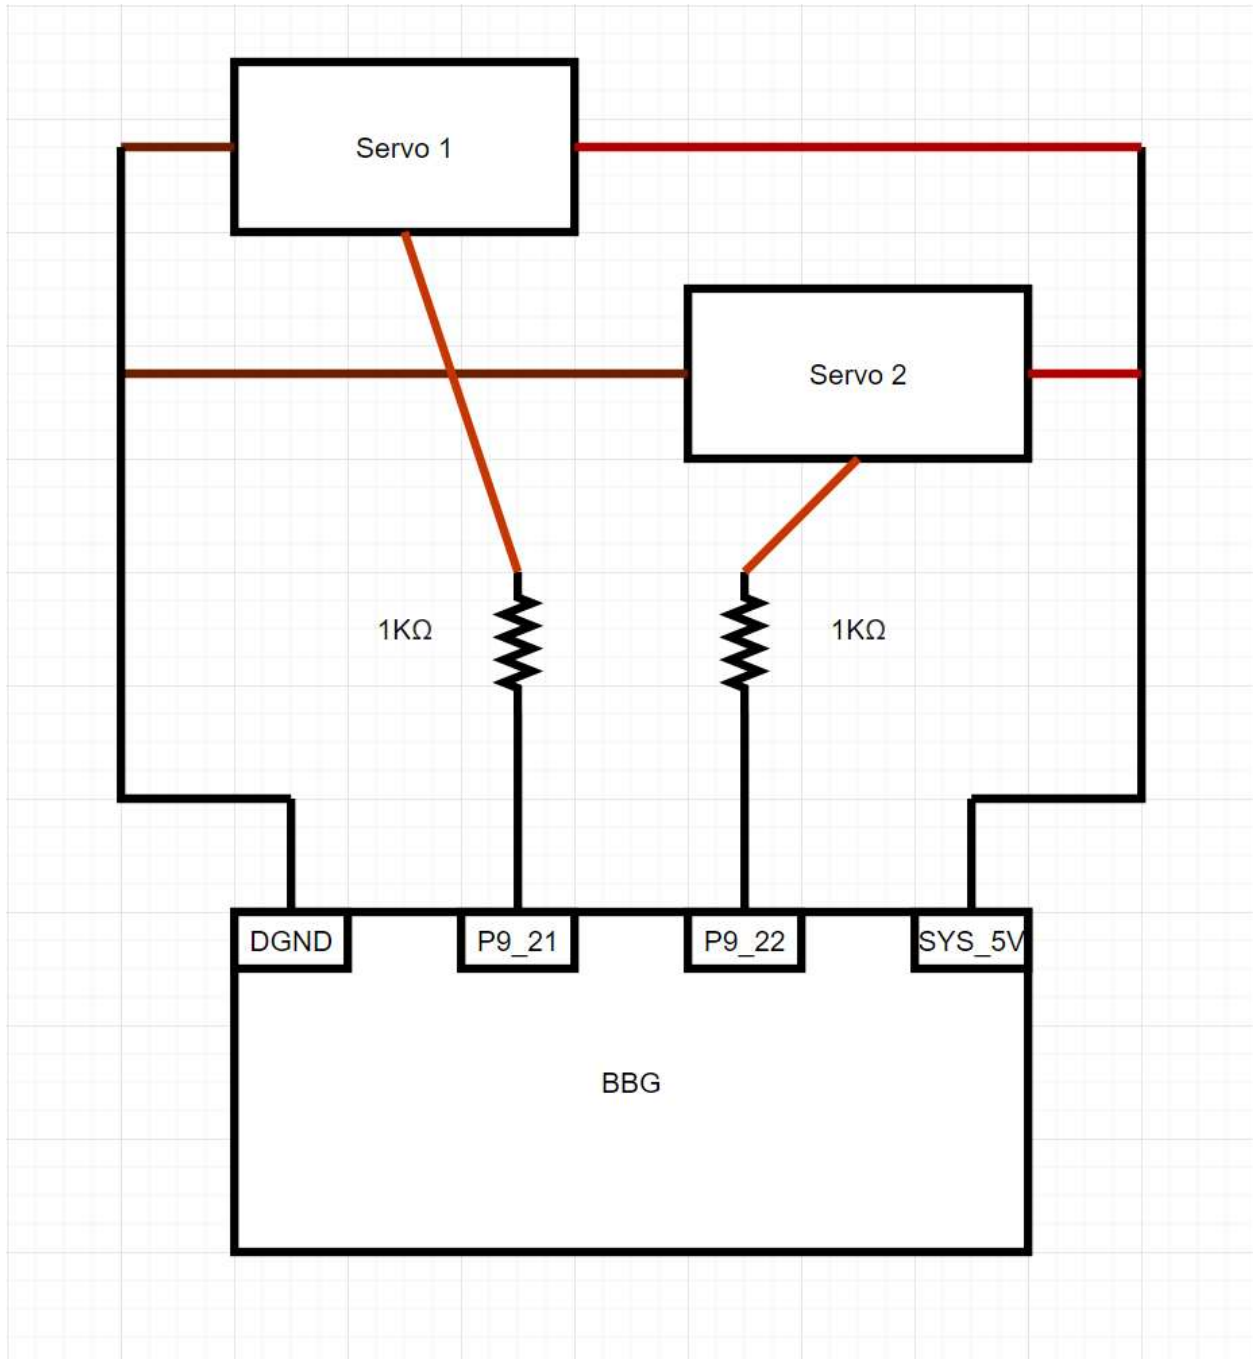 Servo 1
Servo 2
1KΩ
1KΩ
DGND
P9_21
P9_22
SYS_5V
BBG